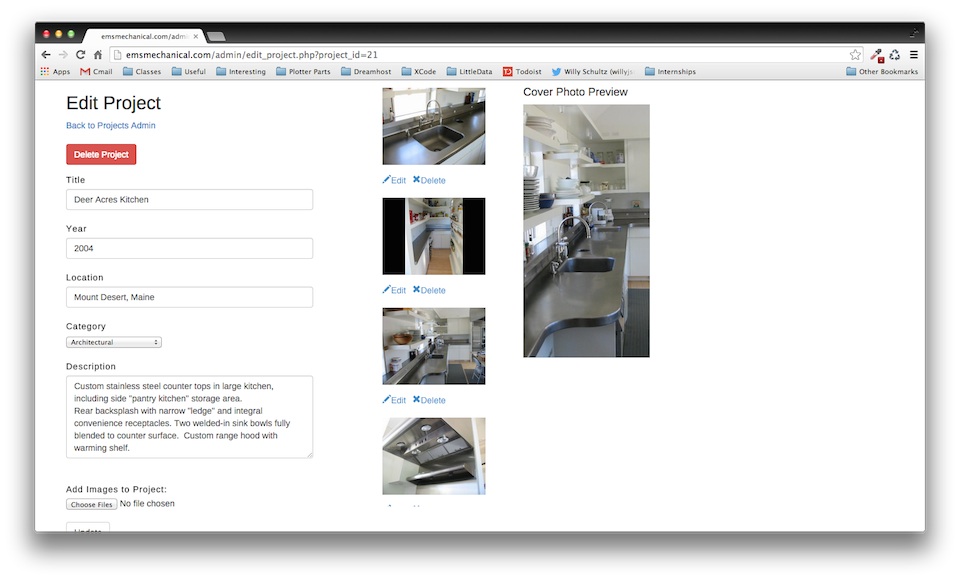 emsmechanical.com/admi
emsmechanical.com/admin/edit_project.php?project_id=21
Apps Gmail Classes Useful Interesting Plotter Parts Dreamhost XCode LittleData Todoist Willy Schultz (willyjs Internships Other Bookmarks
Edit Project
Back to Projects Admin
Delete Project
Title
Deer Acres Kitchen
Year
2004
Location
Mount Desert, Maine
Category
Architectural
Description
Custom stainless steel counter tops in large kitchen,
including side "pantry kitchen" storage area.
Rear backsplash with narrow "ledge" and integral
convenience receptacles. Two welded-in sink bowls fully
blended to counter surface.  Custom range hood with
warming shelf.
Add Images to Project:
Choose Files No file chosen
Update
Edit Delete
Edit Delete
Edit Delete
Cover Photo Preview